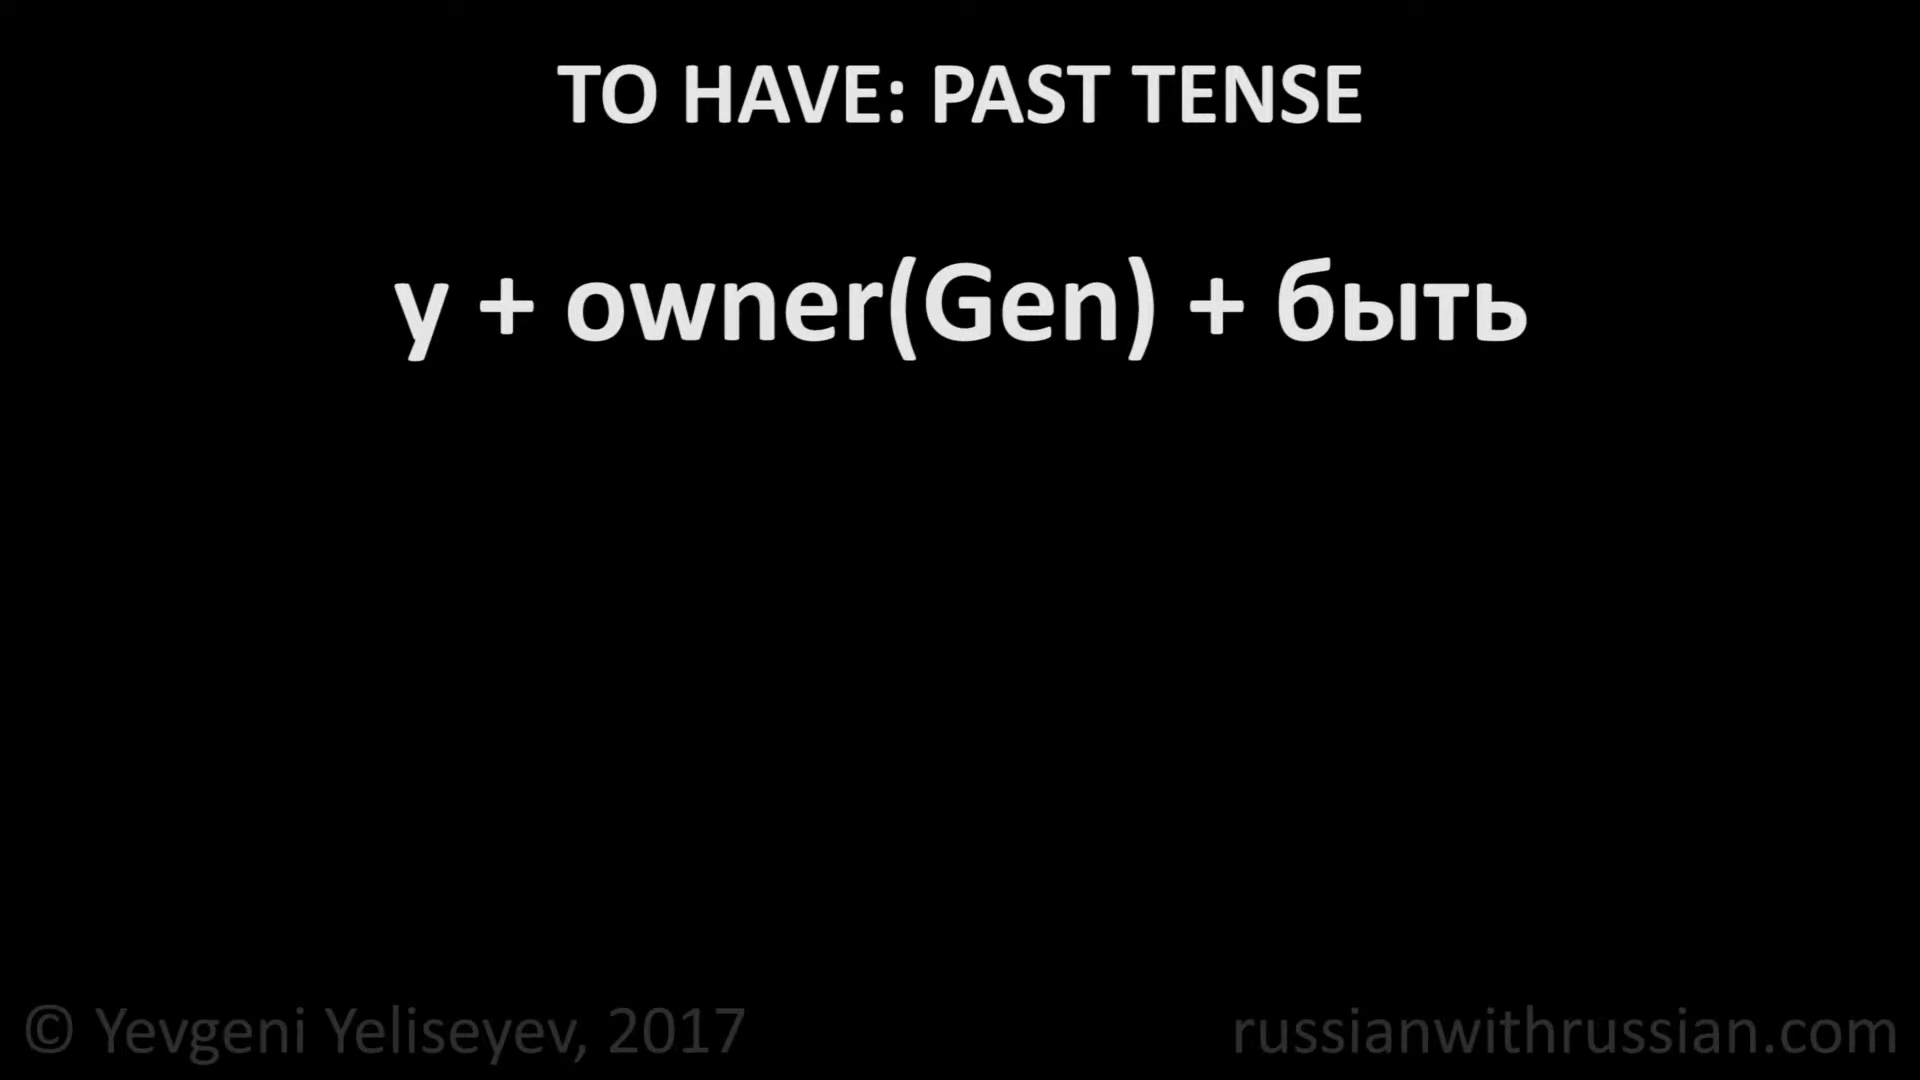 TO HAVE: PAST TENSE
у + owner(Gen) + быть
© Yevgeni Yeliseyev, 2017
russianwithrussian.com